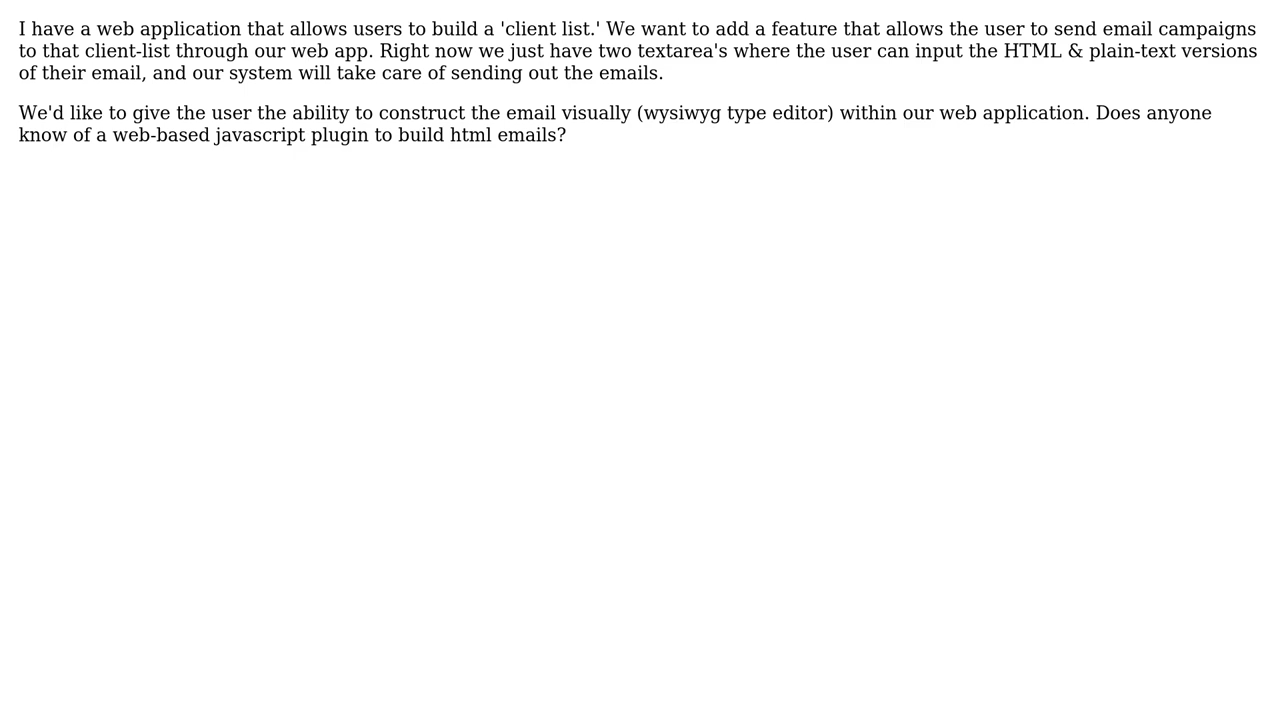 I have a web application that allows users to build a 'client list.' We want to add a feature that allows the user to send email campaigns
to that client-list through our web app. Right now we just have two textarea's where the user can input the HTML & plain-text versions
of their email, and our system will take care of sending out the emails.
We'd like to give the user the ability to construct the email visually (wysiwyg type editor) within our web application. Does anyone
know of a web-based javascript plugin to build html emails?